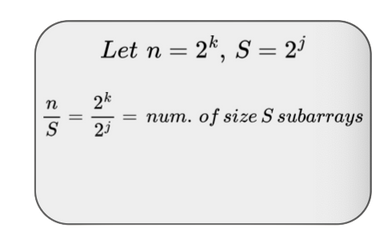 Let n = 2^k, S = 2^j
n/S = 2^k/2^j = num. of size S subarrays